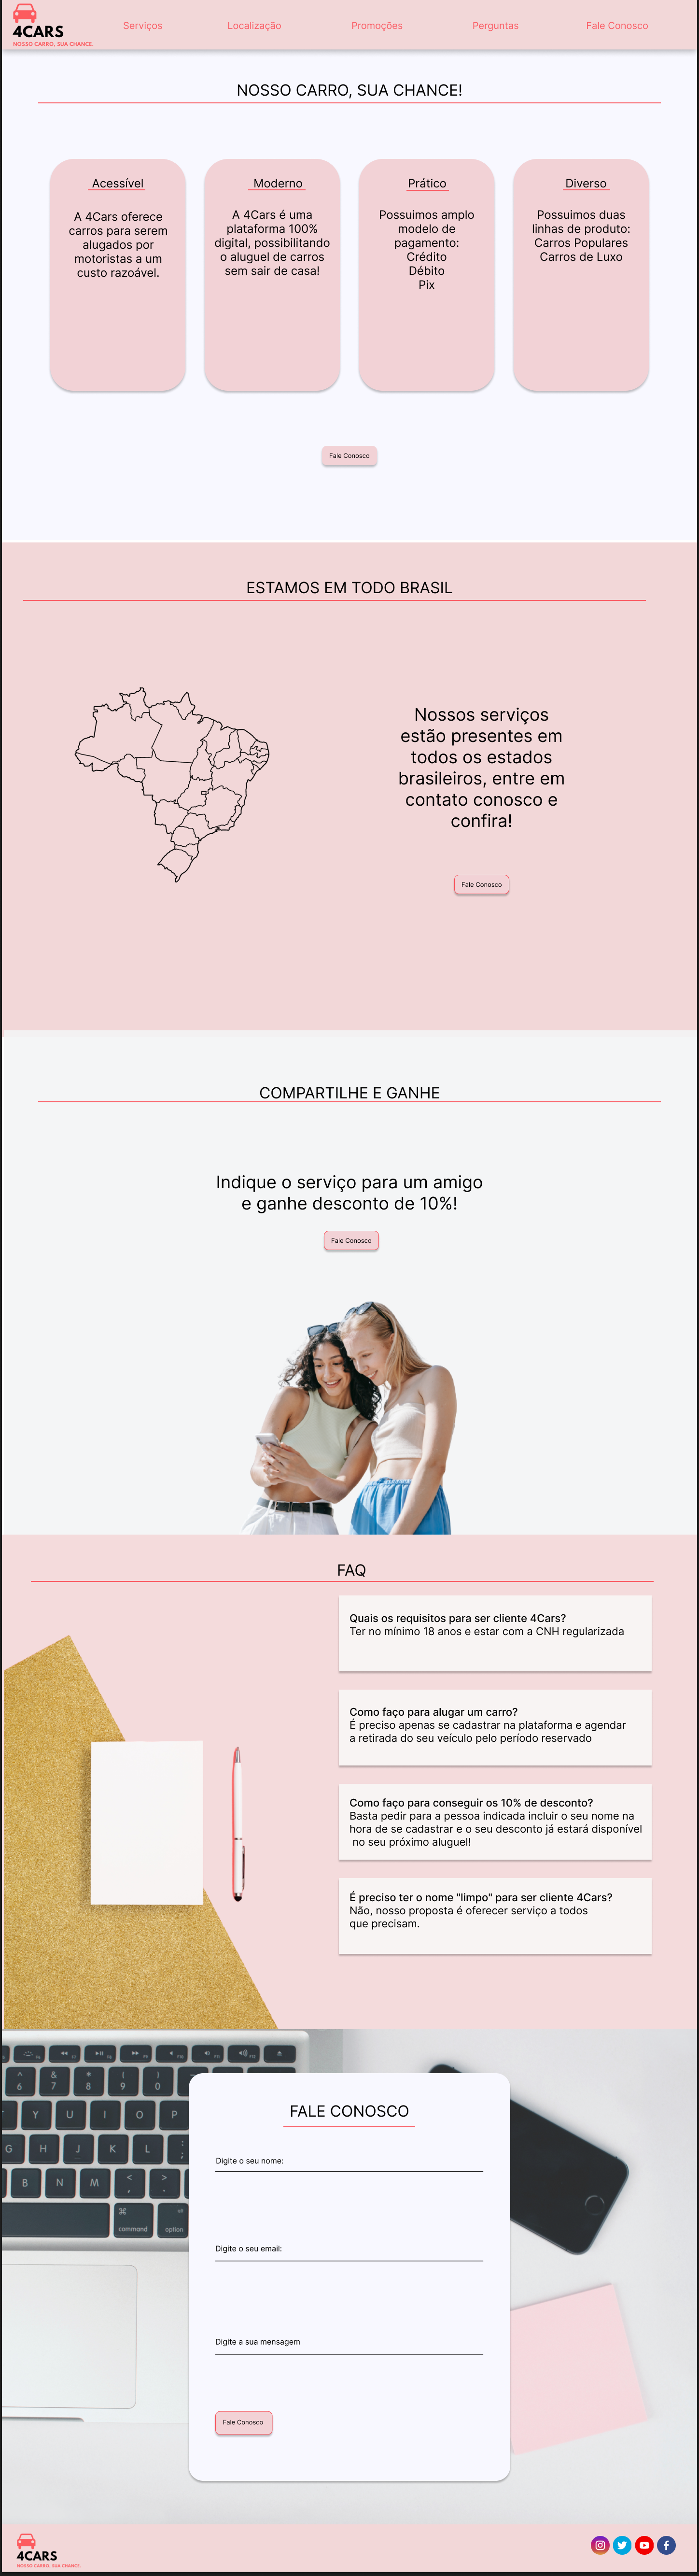 4CARS
NOSSO CARRO. SUA CHANCE.
Serviços
Localização
Promoções
Perguntas
Fale Conosco
NOSSO CARRO, SUA CHANCE!
Acessível
A 4Cars oferece
carros para serem
alugados por
motoristas a um
custo razoável.
Moderno
A 4Cars é uma
plataforma 100%
digital, possibilitando
o aluguel de carros
sem sair de casa!
Prático
Possuimos amplo
modelo de
pagamento:
Crédito
Débito
Pix
Diverso
Possuimos duas
linhas de produto:
Carros Populares
Carros de Luxo
Fale Conosco
ESTAMOS EM TODO BRASIL
Nossos serviços
estão presentes em
todos os estados
brasileiros, entre em
contato conosco e
confira!
Fale Conosco
COMPARTILHE E GANHE
Indique o serviço para um amigo
e ganhe desconto de 10%!
Fale Conosco
FAQ
Quais os requisitos para ser cliente 4Cars?
Ter no mínimo 18 anos e estar com a CNH regularizada
Como faço para alugar um carro?
É preciso apenas se cadastrar na plataforma e agendar
a retirada do seu veículo pelo período reservado
Como faço para conseguir os 10% de desconto?
Basta pedir para a pessoa indicada incluir o seu nome na
hora de se cadastrar e o seu desconto já estará disponível
no seu próximo aluguel!
É preciso ter o nome "limpo" para ser cliente 4Cars?
Não, nosso proposta é oferecer serviço a todos
que precisam.
^ & * (
6 7 8 9
Y U I O P
G H J K
B N M < >
command option
FALE CONOSCO
Digite o seu nome:
Digite o seu email:
Digite a sua mensagem
Fale Conosco
4CARS
NOSSO CARRO. SUA CHANCE.